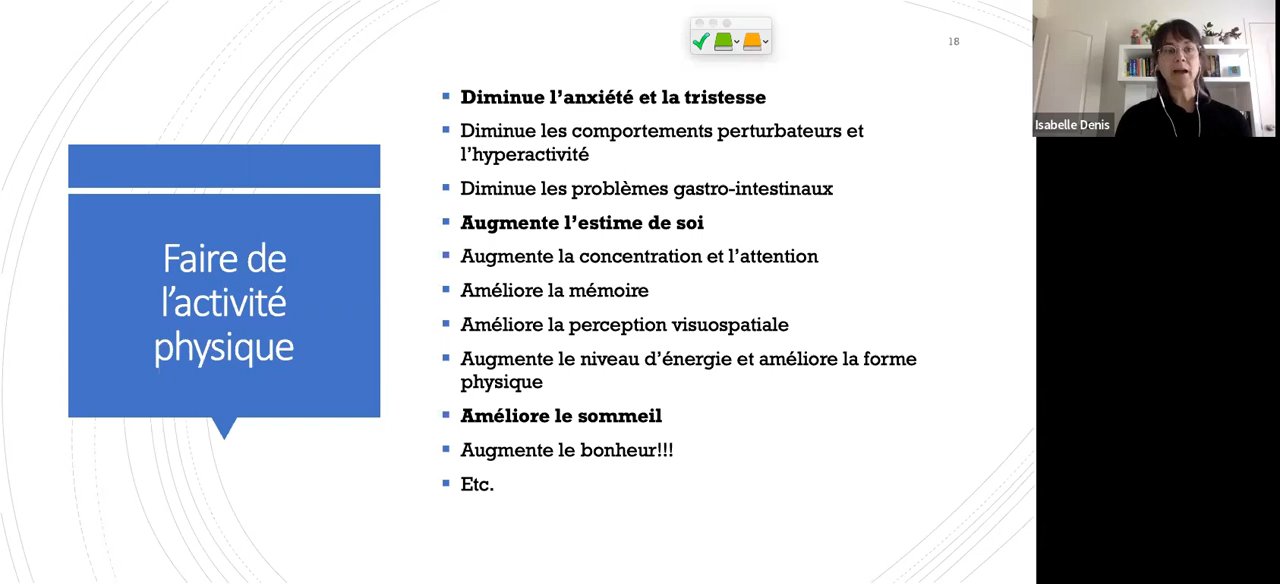 18
Diminue l’anxiété et la tristesse
Diminue les comportements perturbateurs et
l’hyperactivité
Diminue les problèmes gastro-intestinaux
Augmente l’estime de soi
Augmente la concentration et l’attention
Améliore la mémoire
Améliore la perception visuospatiale
Augmente le niveau d’énergie et améliore la forme
physique
Améliore le sommeil
Augmente le bonheur!!!
Etc.
Faire de
l’activité
physique
Isabelle Denis